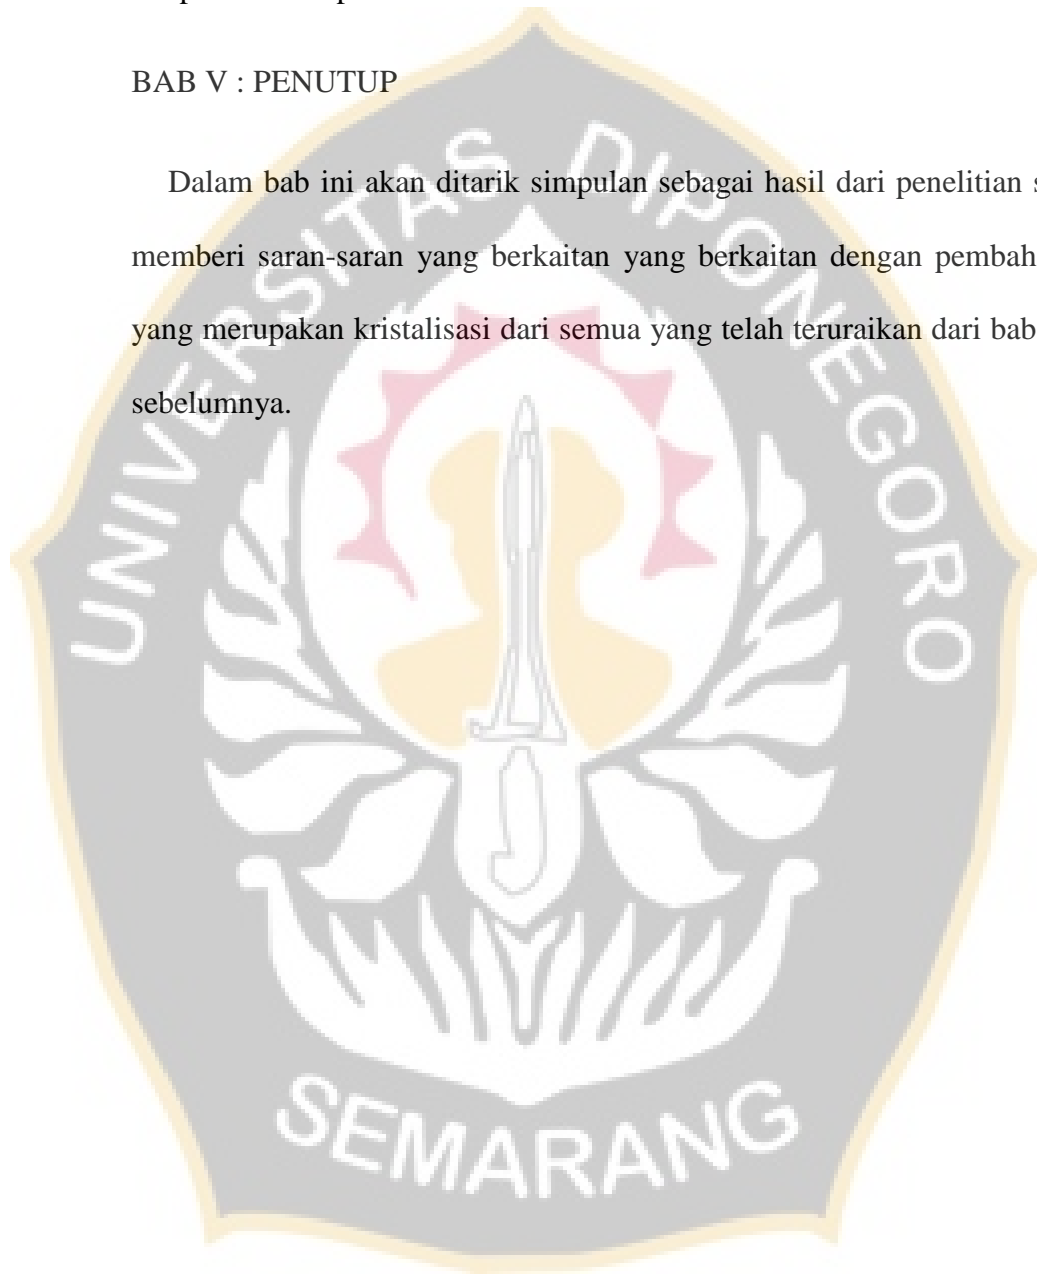 BAB V : PENUTUP
Dalam bab ini akan ditarik simpulan sebagai hasil dari penelitian
memberi saran-saran yang berkaitan yang berkaitan dengan
yang merupakan kristalisasi dari semua yang telah teruraikan dari bab
sebelumnya.
UNIVERSITAS DIPONEGORO
SEMARANG